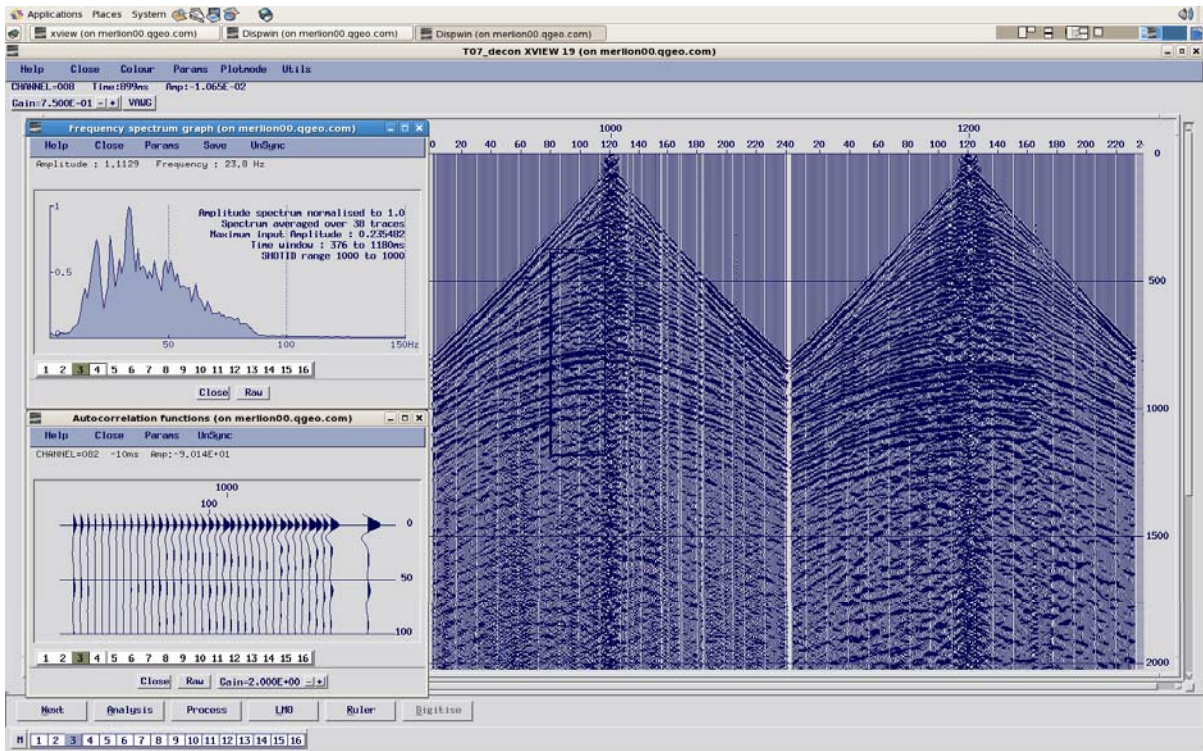 Applications Places System
xview (on merlion00.qgeo.com) Dispwin (on merlion00.qgeo.com) Dispwin (on merlion00.qgeo.com)
T07_decon XVIEW 19 (on merlion00.qgeo.com)
Help Close Colour Params Plotmode Utils
CHANNEL=008 Time:899ms Amp:-1.065E-02
Gain=7.500E-01 - + VAWG
Frequency spectrum graph (on merlion00.qgeo.com)
Help Close Params Save UnSync
Amplitude : 1.1129 Frequency : 23.8 Hz
1
Amplitude spectrum normalised to 1.0
Spectrum averaged over 38 traces
Maximum input Amplitude : 0.235482
Time window : 376 to 1180ms
SHOTID range 1000 to 1000
0.5
50 100 150Hz
1 2 3 4 5 6 7 8 9 10 11 12 13 14 15 16
Close Raw
Autocorrelation functions (on merlion00.qgeo.com)
Help Close Params UnSync
CHANNEL=082 -10ms Amp:-9.014E+01
1000
100
0
50
100
1 2 3 4 5 6 7 8 9 10 11 12 13 14 15 16
Close Raw Gain=2.000E+00 - +
1000 1200
0 20 40 60 80 100 120 140 160 180 200 220 240 20 40 60 80 100 120 140 160 180 200 220 2
0
500
1000
1500
2000
Next Analysis Process LMO Ruler Digitise
M 1 2 3 4 5 6 7 8 9 10 11 12 13 14 15 16